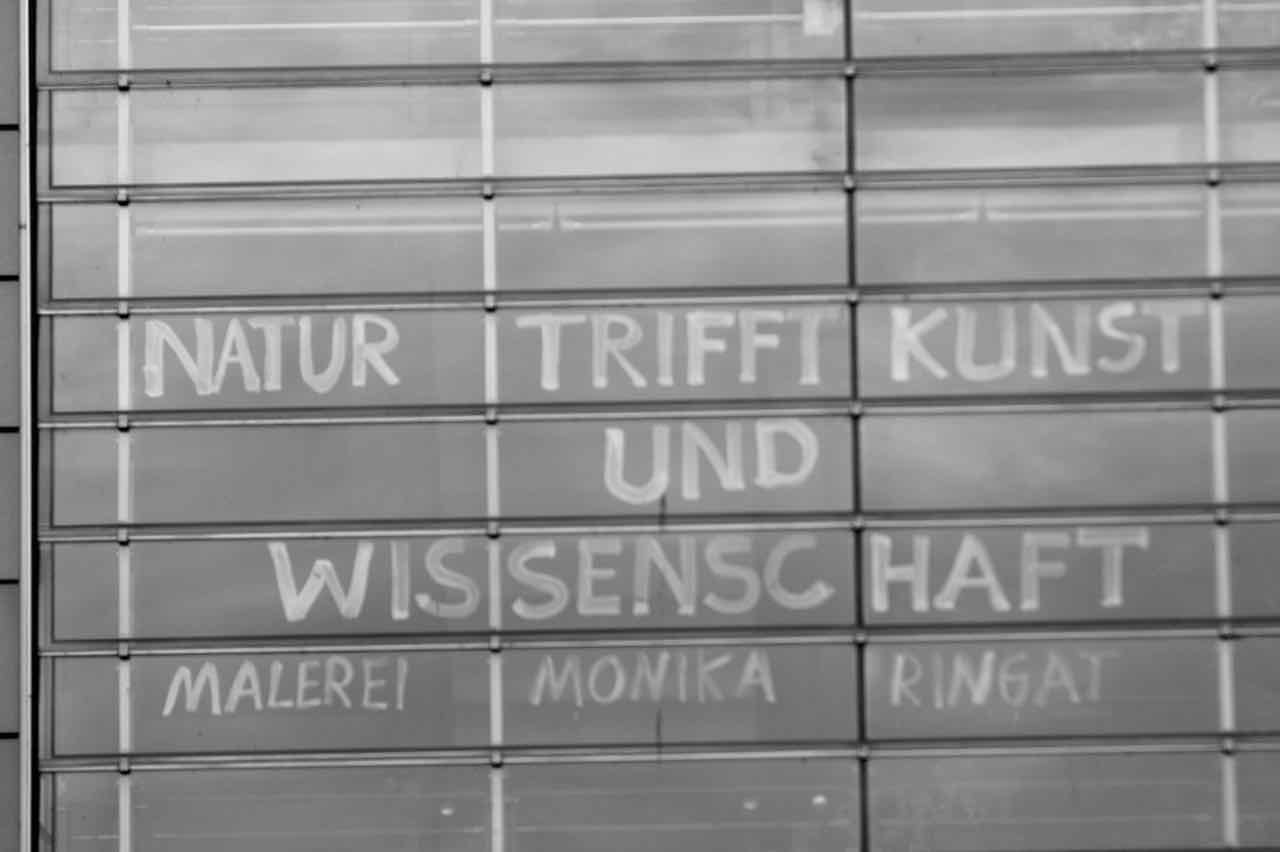 NATUR TRIFFT KUNST
UND
WISSENSCHAFT
MALEREI MONIKA RINGAT